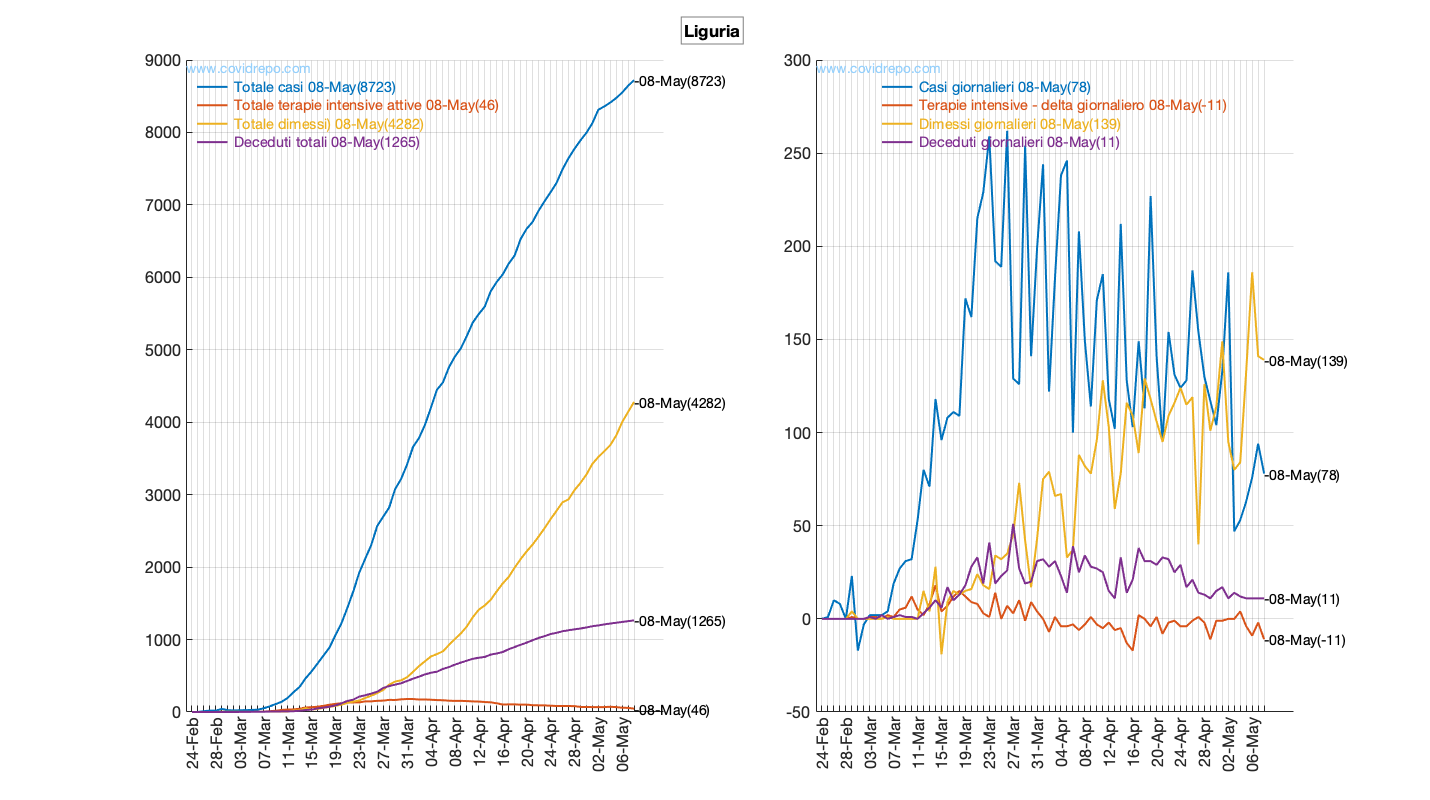 Liguria
www.covidrepo.com
Totale casi 08-May(8723)
Totale terapie intensive attive 08-May(46)
Totale dimessi) 08-May(4282)
Deceduti totali 08-May(1265)
9000
8000
7000
6000
5000
4000
3000
2000
1000
0
08-May(8723)
08-May(4282)
08-May(1265)
08-May(46)
24-Feb
28-Feb
03-Mar
07-Mar
11-Mar
15-Mar
19-Mar
23-Mar
27-Mar
31-Mar
04-Apr
08-Apr
12-Apr
16-Apr
20-Apr
24-Apr
28-Apr
02-May
06-May
www.covidrepo.com
Casi giornalieri 08-May(78)
Terapie intensive - delta giornaliero 08-May(-11)
Dimessi giornalieri 08-May(139)
Deceduti giornalieri 08-May(11)
300
250
200
150
100
50
0
-50
08-May(139)
08-May(78)
08-May(11)
08-May(-11)
24-Feb
28-Feb
03-Mar
07-Mar
11-Mar
15-Mar
19-Mar
23-Mar
27-Mar
31-Mar
04-Apr
08-Apr
12-Apr
16-Apr
20-Apr
24-Apr
28-Apr
02-May
06-May